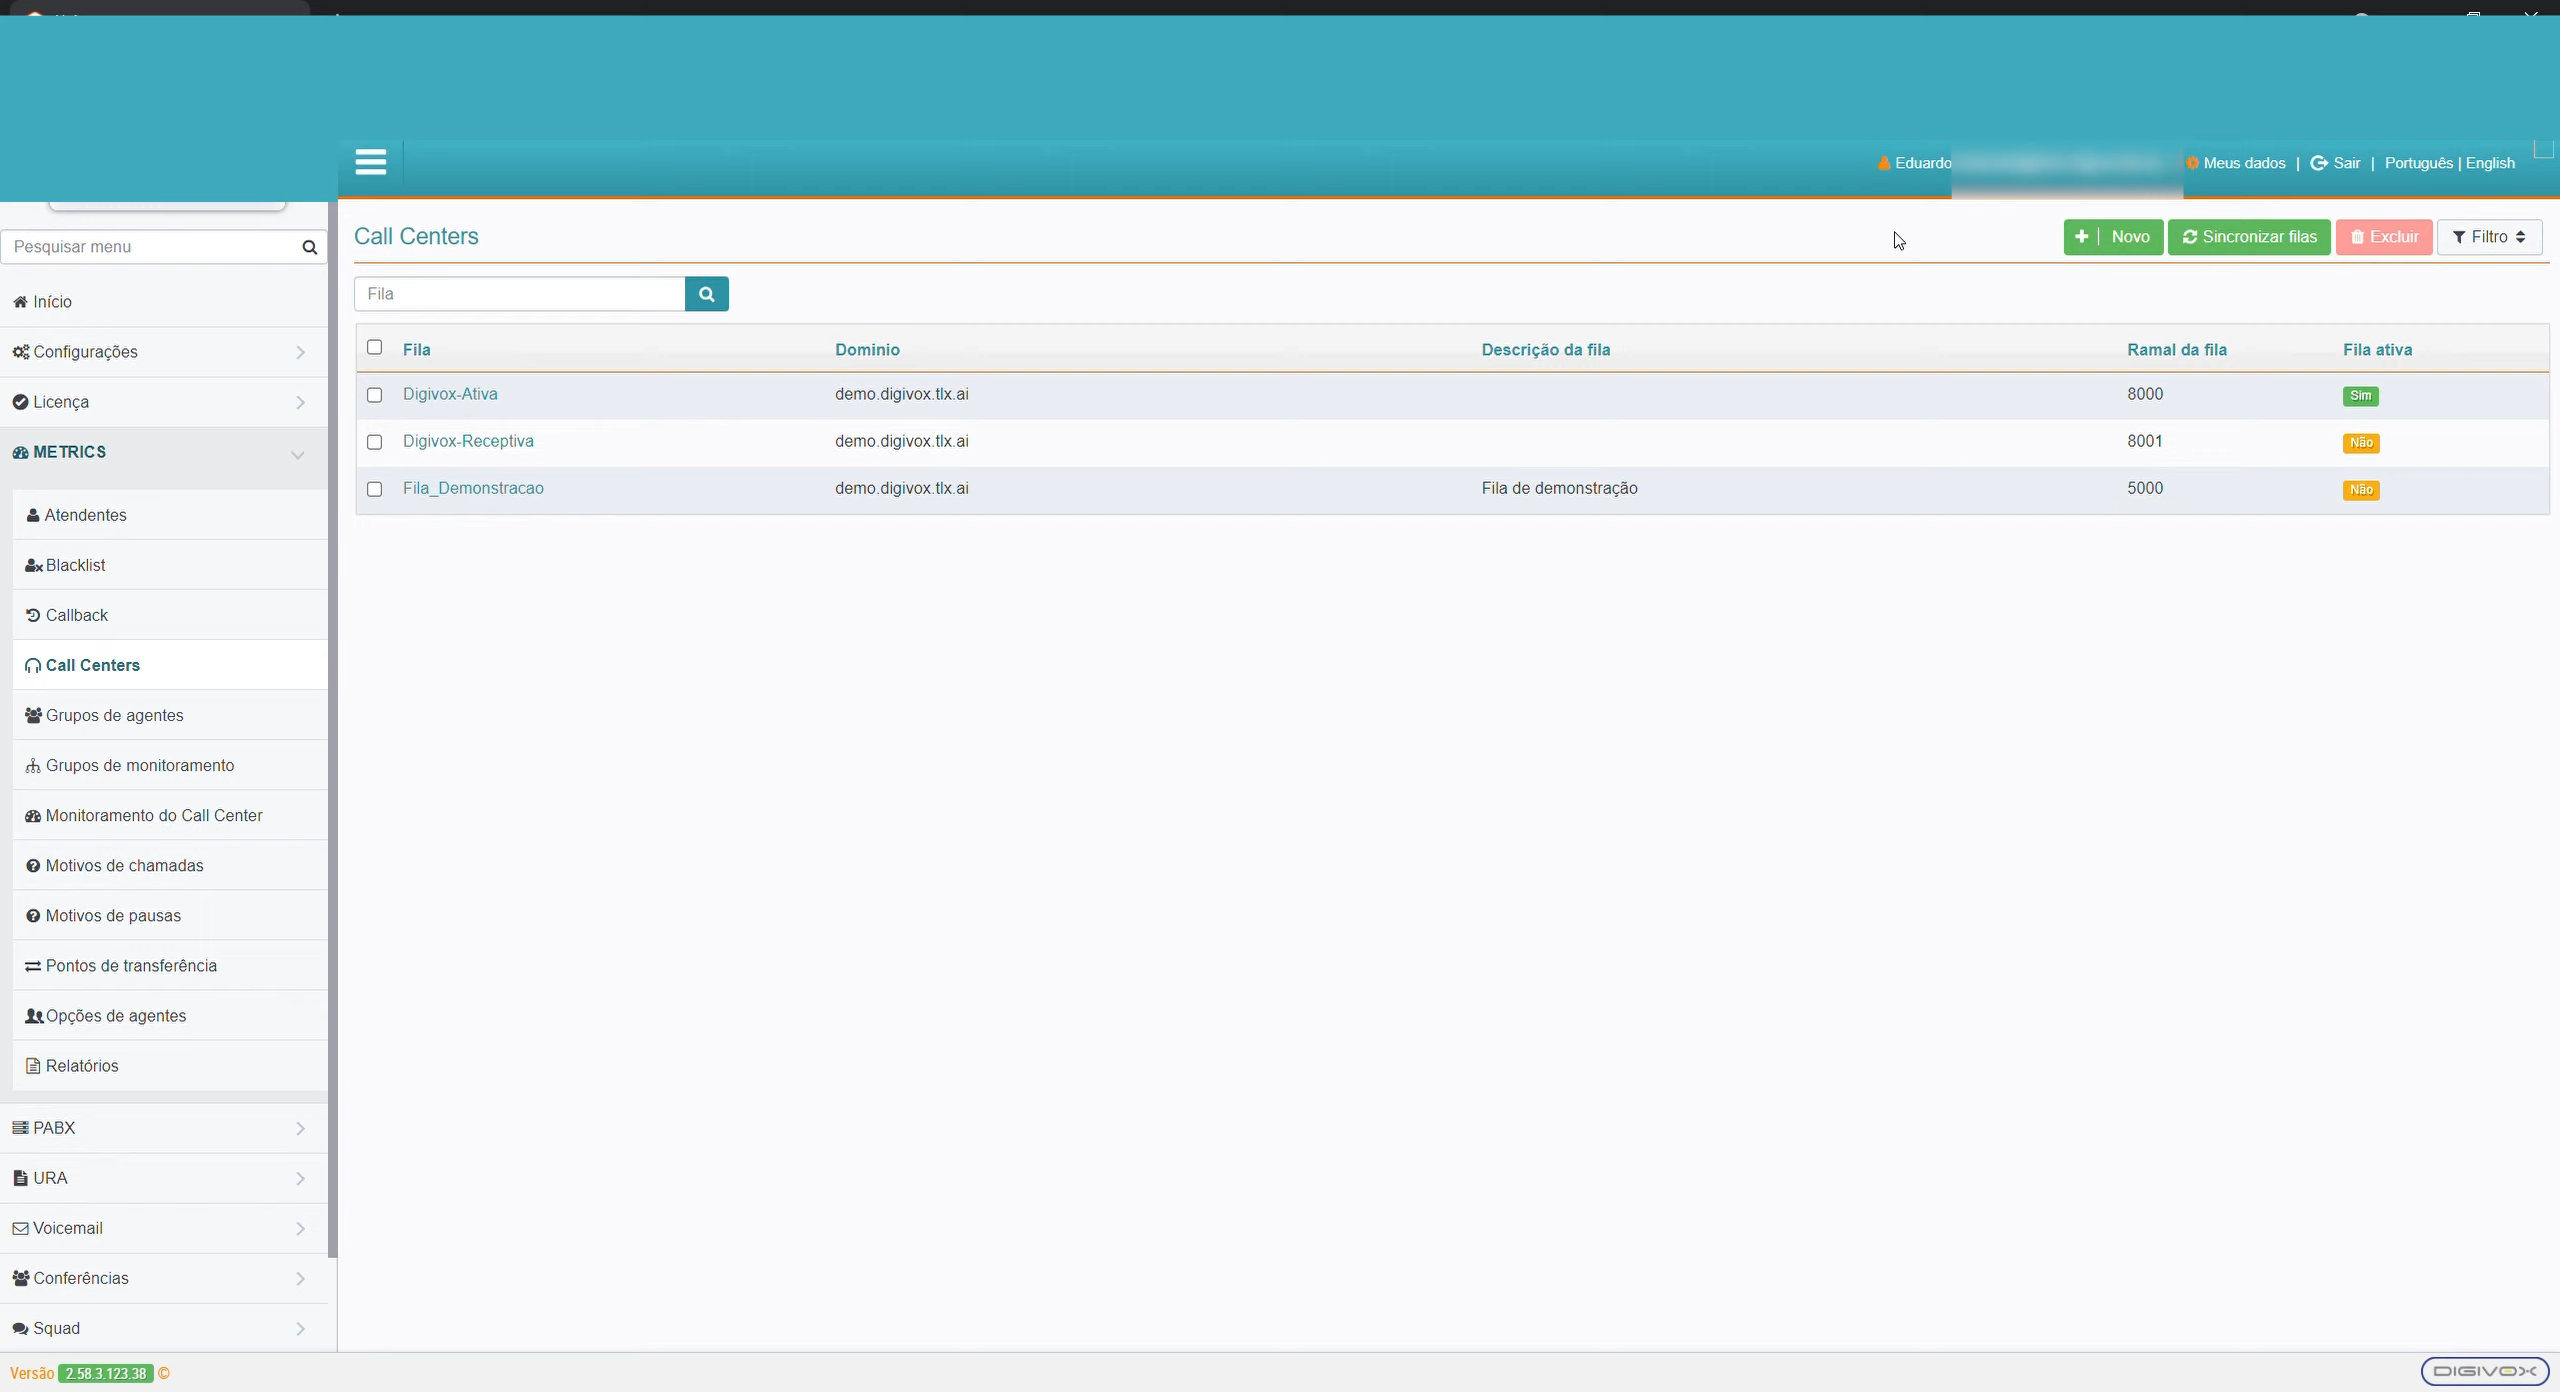 Eduardo Meus dados | Sair | Português | English
Call Centers
Novo Sincronizar filas Excluir Filtro
Pesquisar menu
Fila
Início
Configurações
Licença
METRICS
Atendentes
Blacklist
Callback
Call Centers
Grupos de agentes
Grupos de monitoramento
Monitoramento do Call Center
Motivos de chamadas
Motivos de pausas
Pontos de transferência
Opções de agentes
Relatórios
PABX
URA
Voicemail
Conferências
Squad
Fila Dominio Descrição da fila Ramal da fila Fila ativa
Digivox-Ativa demo.digivox.tlx.ai 8000 Sim
Digivox-Receptiva demo.digivox.tlx.ai 8001 Não
Fila_Demonstracao demo.digivox.tlx.ai Fila de demonstração 5000 Não
Versão 2.58.3.123.38 ©
DIGIVOX